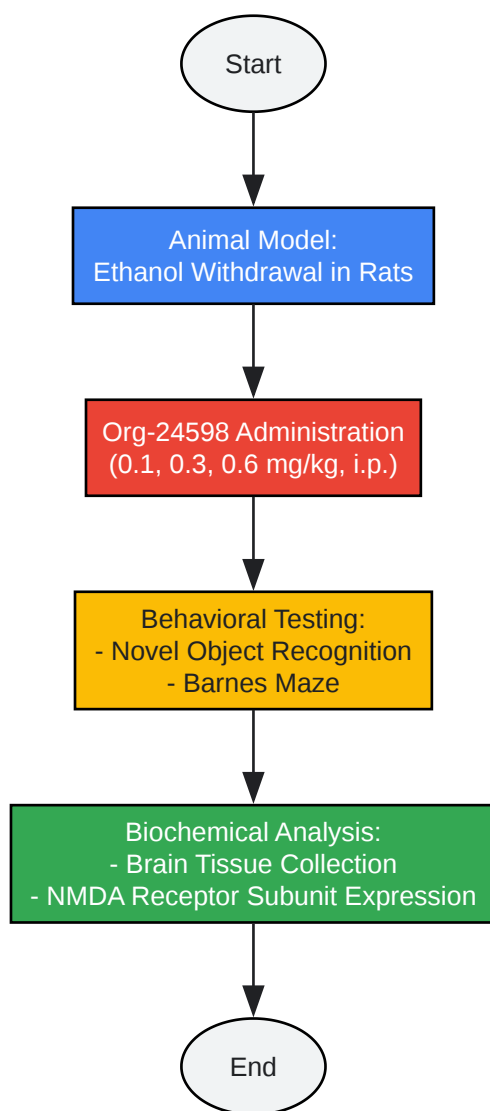 Start
Animal Model:
Ethanol Withdrawal in Rats
Org-24598 Administration
(0.1, 0.3, 0.6 mg/kg, i.p.)
Behavioral Testing:
- Novel Object Recognition
- Barnes Maze
Biochemical Analysis:
- Brain Tissue Collection
- NMDA Receptor Subunit Expression
End